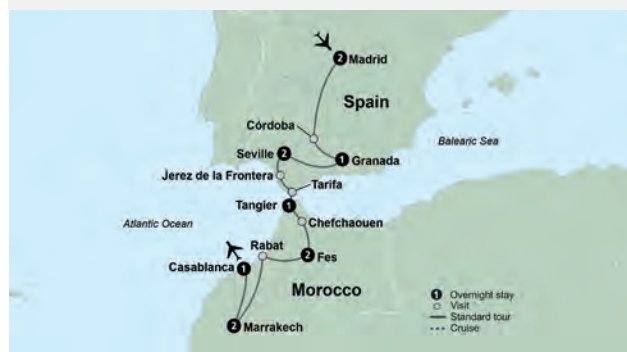 2 Madrid
Spain
Córdoba
Balearic Sea
Seville 2
1 Granada
Jerez de la Frontera
Tarifa
Tangier 1
Atlantic Ocean
Chefchaouen
Rabat
2 Fes
Casablanca 1
Morocco
2 Marrakech
1 Overnight stay
Visit
Standard tour
Cruise